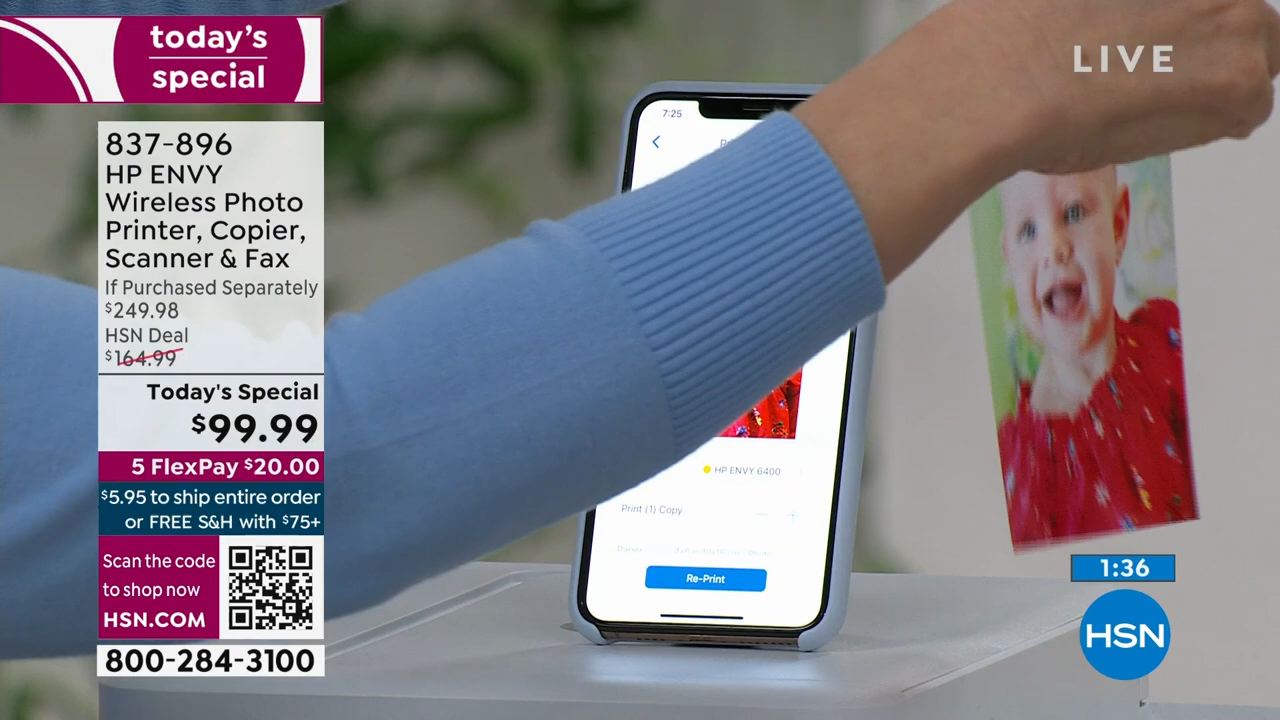 today's
special
837-896
HP ENVY
Wireless Photo
Printer, Copier,
Scanner & Fax
If Purchased Separately
$249.98
HSN Deal
$164.99
Today's Special
$99.99
5 FlexPay $20.00
$5.95 to ship entire order
or FREE S&H with $75+
Scan the code
to shop now
HSN.COM
800-284-3100
LIVE
7:25
HP ENVY 6400
Print (1) Copy
Re-Print
1:36
HSN